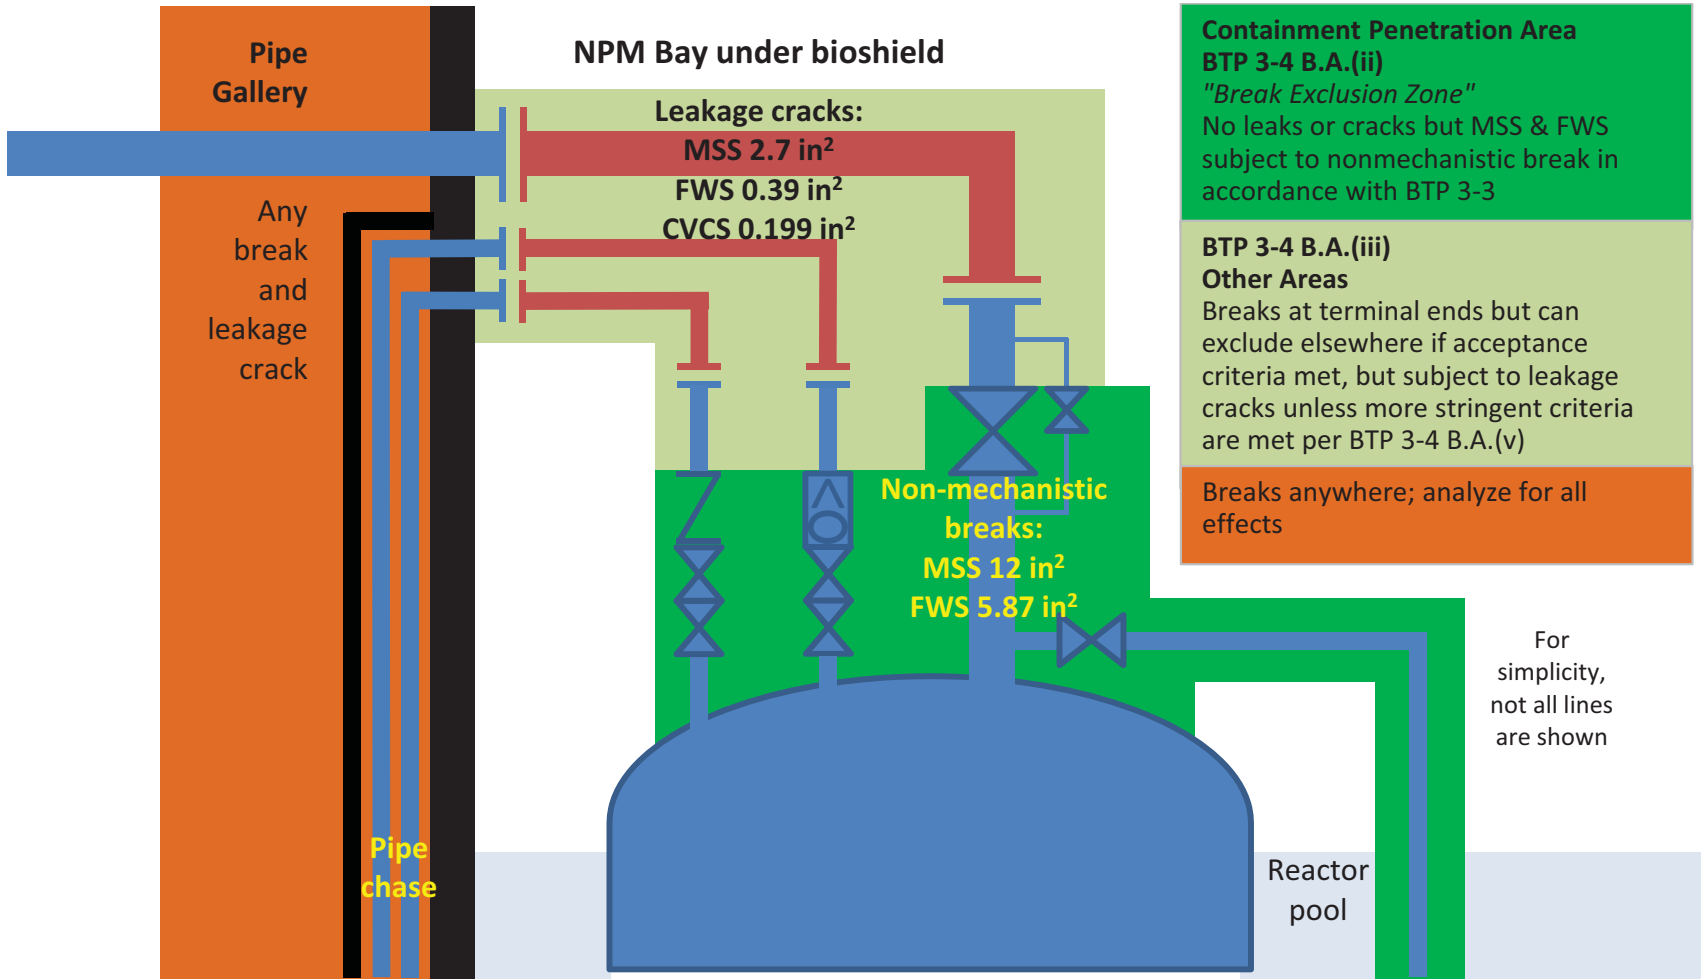 Pipe
Gallery
NPM Bay under bioshield
Leakage cracks:
MSS 2.7 in²
FWS 0.39 in²
CVCS 0.199 in²
Any
break
and
leakage
crack
Non-mechanistic
breaks:
MSS 12 in²
FWS 5.87 in²
Pipe
chase
Reactor
pool
Containment Penetration Area
BTP 3-4 B.A.(ii)
"Break Exclusion Zone"
No leaks or cracks but MSS & FWS
subject to nonmechanistic break in
accordance with BTP 3-3
BTP 3-4 B.A.(iii)
Other Areas
Breaks at terminal ends but can
exclude elsewhere if acceptance
criteria met, but subject to leakage
cracks unless more stringent criteria
are met per BTP 3-4 B.A.(v)
Breaks anywhere; analyze for all
effects
For
simplicity,
not all lines
are shown